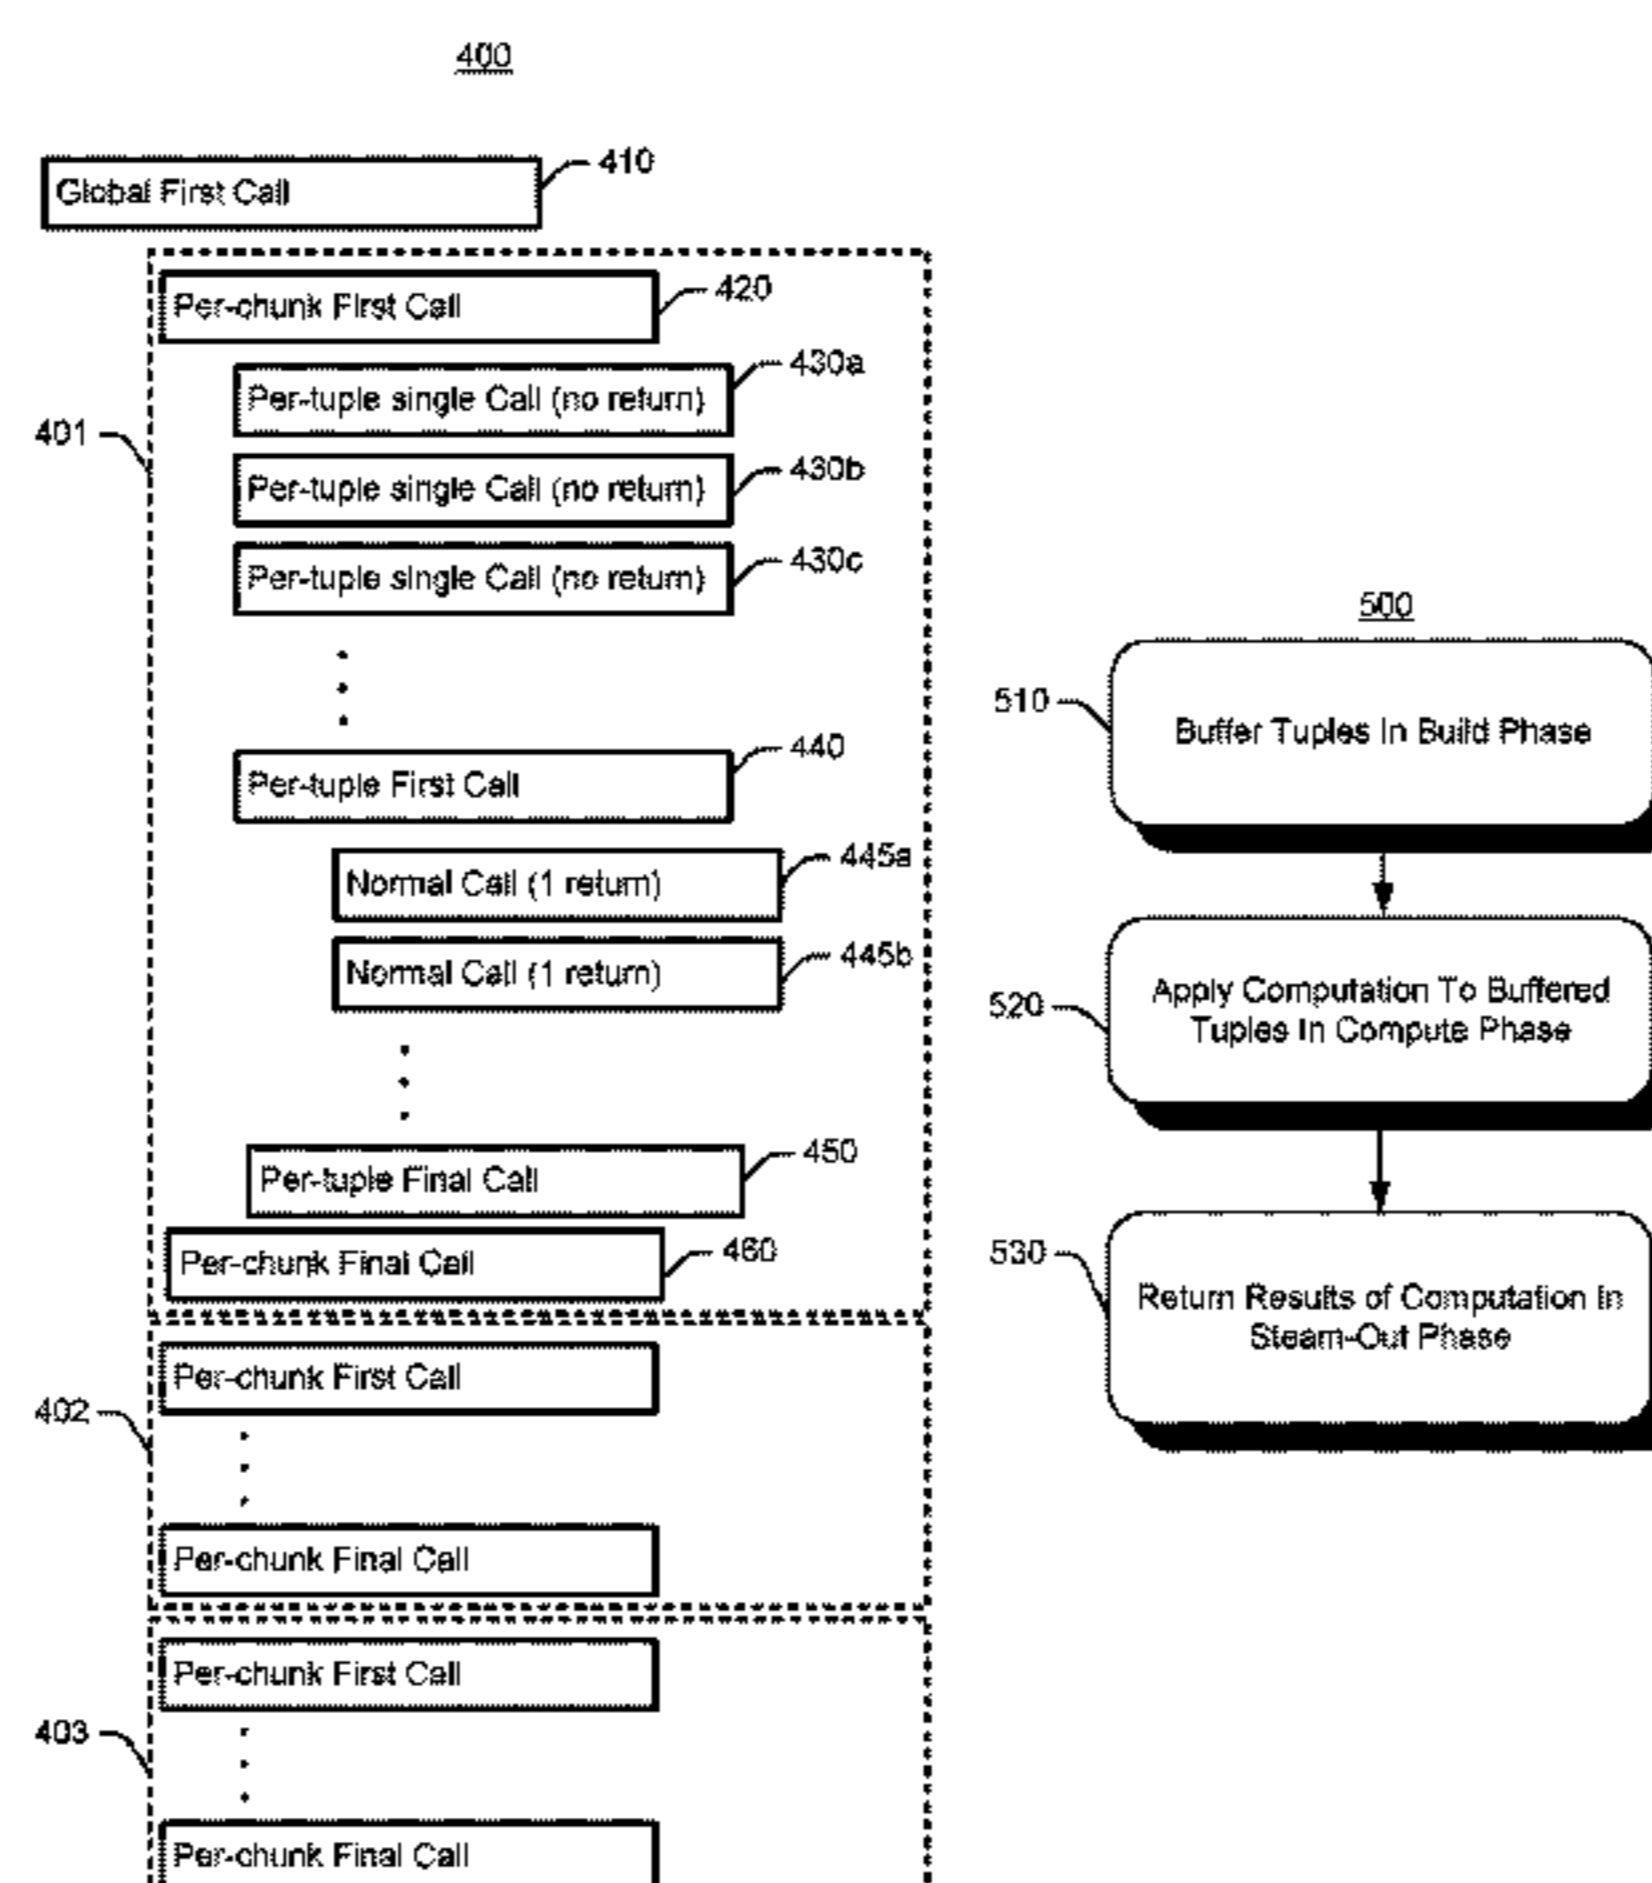 400
410
Global First Call
Per-chunk First Call
420
430a
Per-tuple single Call (no return)
401
430b
Per-tuple single Call (no return)
430c
Per-tuple single Call (no return)
440
Per-tuple First Call
445a
Normal Call (1 return)
445b
Normal Call (1 return)
450
Per-tuple Final Call
460
Per-chunk Final Call
Per-chunk First Call
402
Per-chunk Final Call
Per-chunk First Call
403
Per-chunk Final Call
500
510
Buffer Tuples In Build Phase
520
Apply Computation To Buffered
Tuples In Compute Phase
530
Return Results of Computation In
Steam-Out Phase